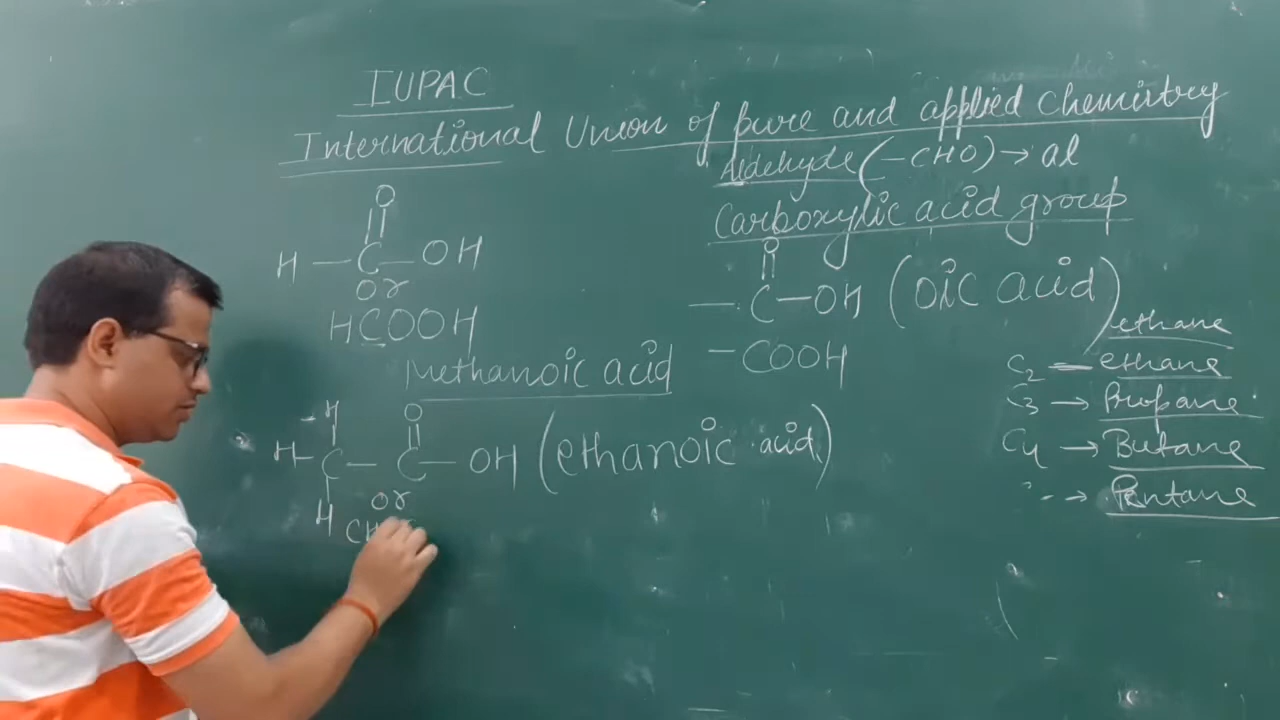 IUPAC
International Union of pure and applied Chemistry
Aldehyde (-CHO) → al
Carboxylic acid group
O
H — C — OH
or
HCOOH
Methanoic acid
O
— C — OH (oic acid)
- COOH
ethane
C2 — ethane
C3 → Propane
C4 → Butane
→ Pentane
H O
H - C — C — OH (ethanoic acid)
H
or
CH